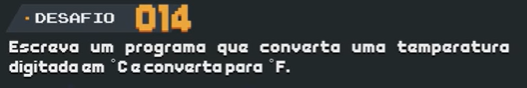 • DESAFIO 014
Escreva um programa que converta uma temperatura
digitada em °C e converta para °F.